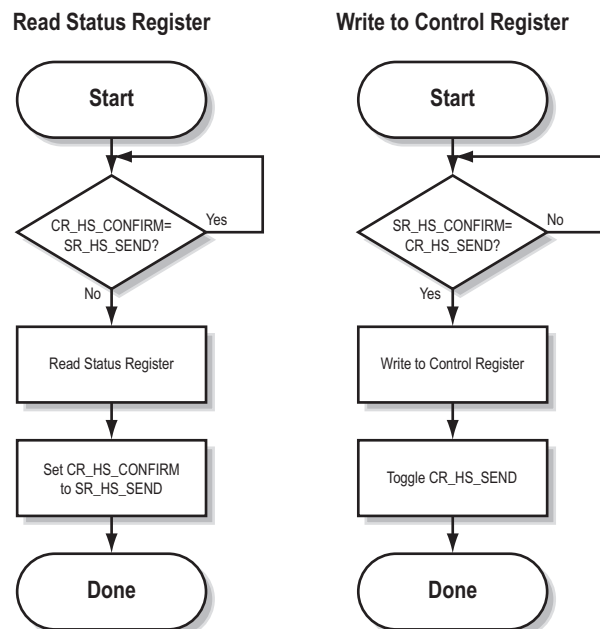 Read Status Register
Start
CR_HS_CONFIRM=
SR_HS_SEND?
Yes
No
Read Status Register
Set CR_HS_CONFIRM
to SR_HS_SEND
Done
Write to Control Register
Start
SR_HS_CONFIRM=
CR_HS_SEND?
No
Yes
Write to Control Register
Toggle CR_HS_SEND
Done